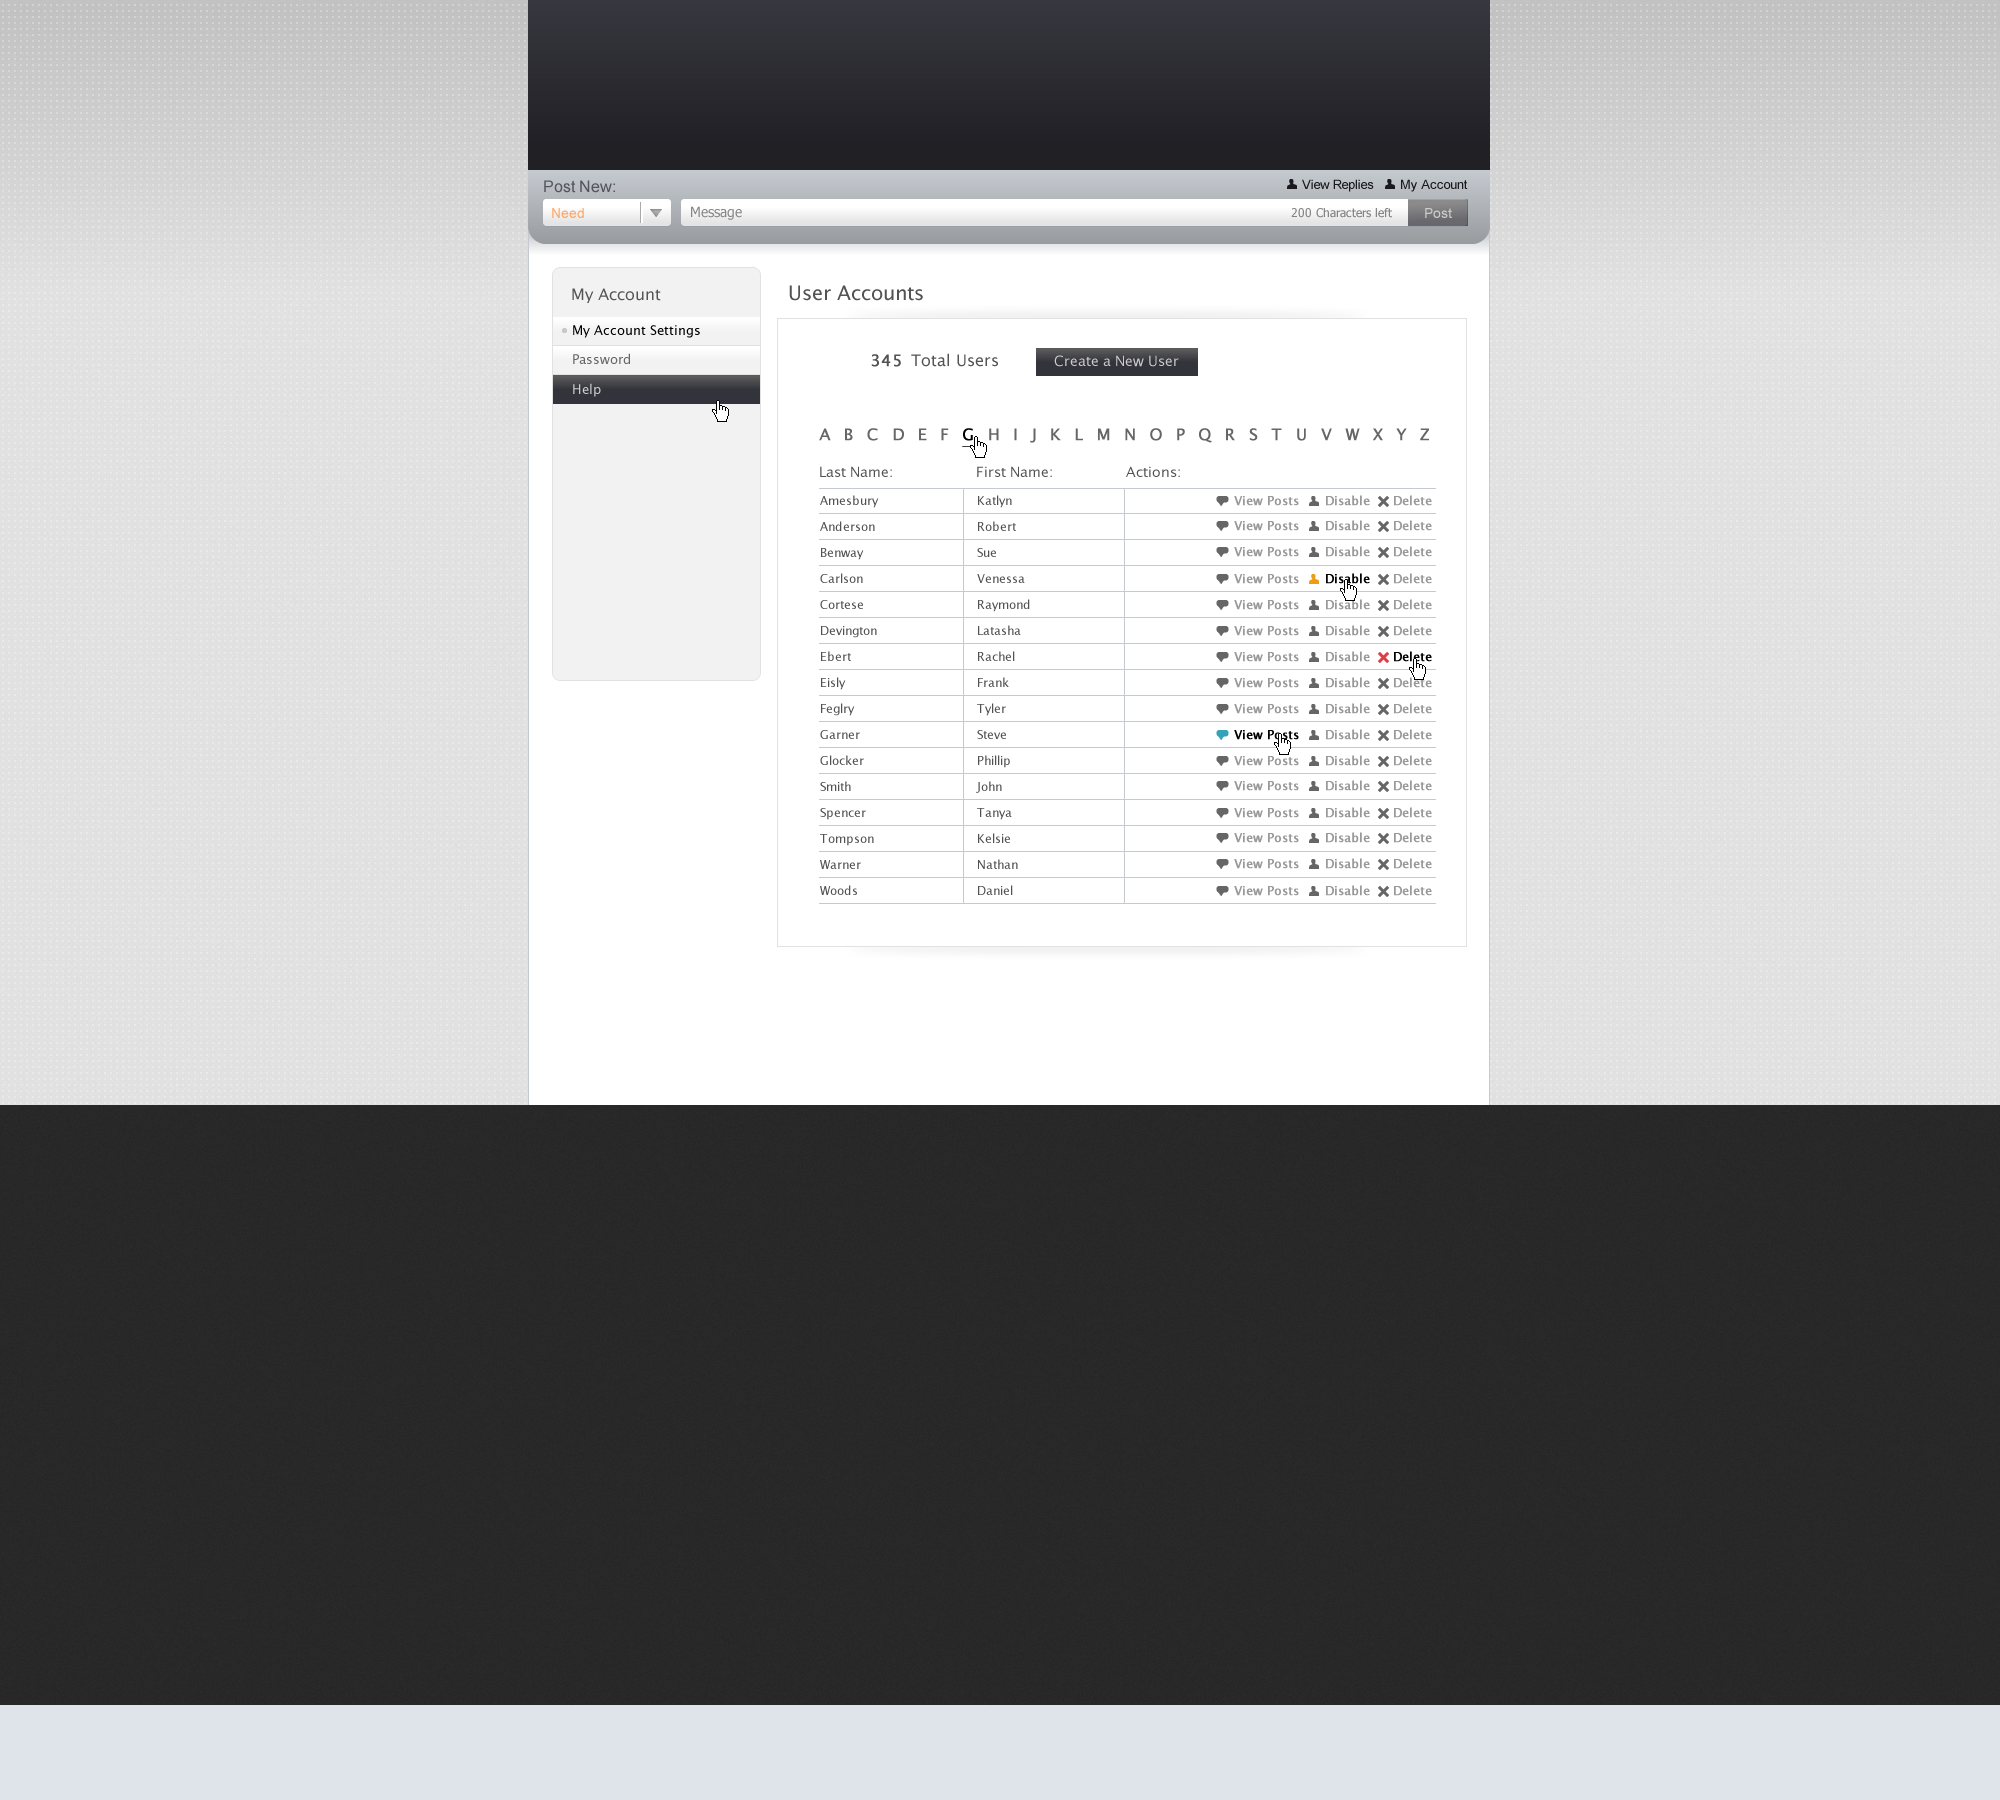 Post New:
View Replies My Account
Need Message 200 Characters left Post
My Account
My Account Settings
Password
Help
User Accounts
345 Total Users Create a New User
A B C D E F G H I J K L M N O P Q R S T U V W X Y Z
Last Name: First Name: Actions:
Amesbury Katlyn View Posts Disable Delete
Anderson Robert View Posts Disable Delete
Benway Sue View Posts Disable Delete
Carlson Venessa View Posts Disable Delete
Cortese Raymond View Posts Disable Delete
Devington Latasha View Posts Disable Delete
Ebert Rachel View Posts Disable Delete
Eisly Frank View Posts Disable Delete
Feglry Tyler View Posts Disable Delete
Garner Steve View Posts Disable Delete
Glocker Phillip View Posts Disable Delete
Smith John View Posts Disable Delete
Spencer Tanya View Posts Disable Delete
Tompson Kelsie View Posts Disable Delete
Warner Nathan View Posts Disable Delete
Woods Daniel View Posts Disable Delete